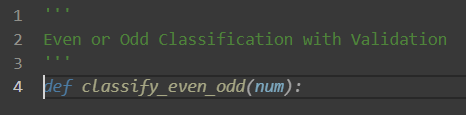 1 '''
2 Even or Odd Classification with Validation
3 '''
4 def classify_even_odd(num):